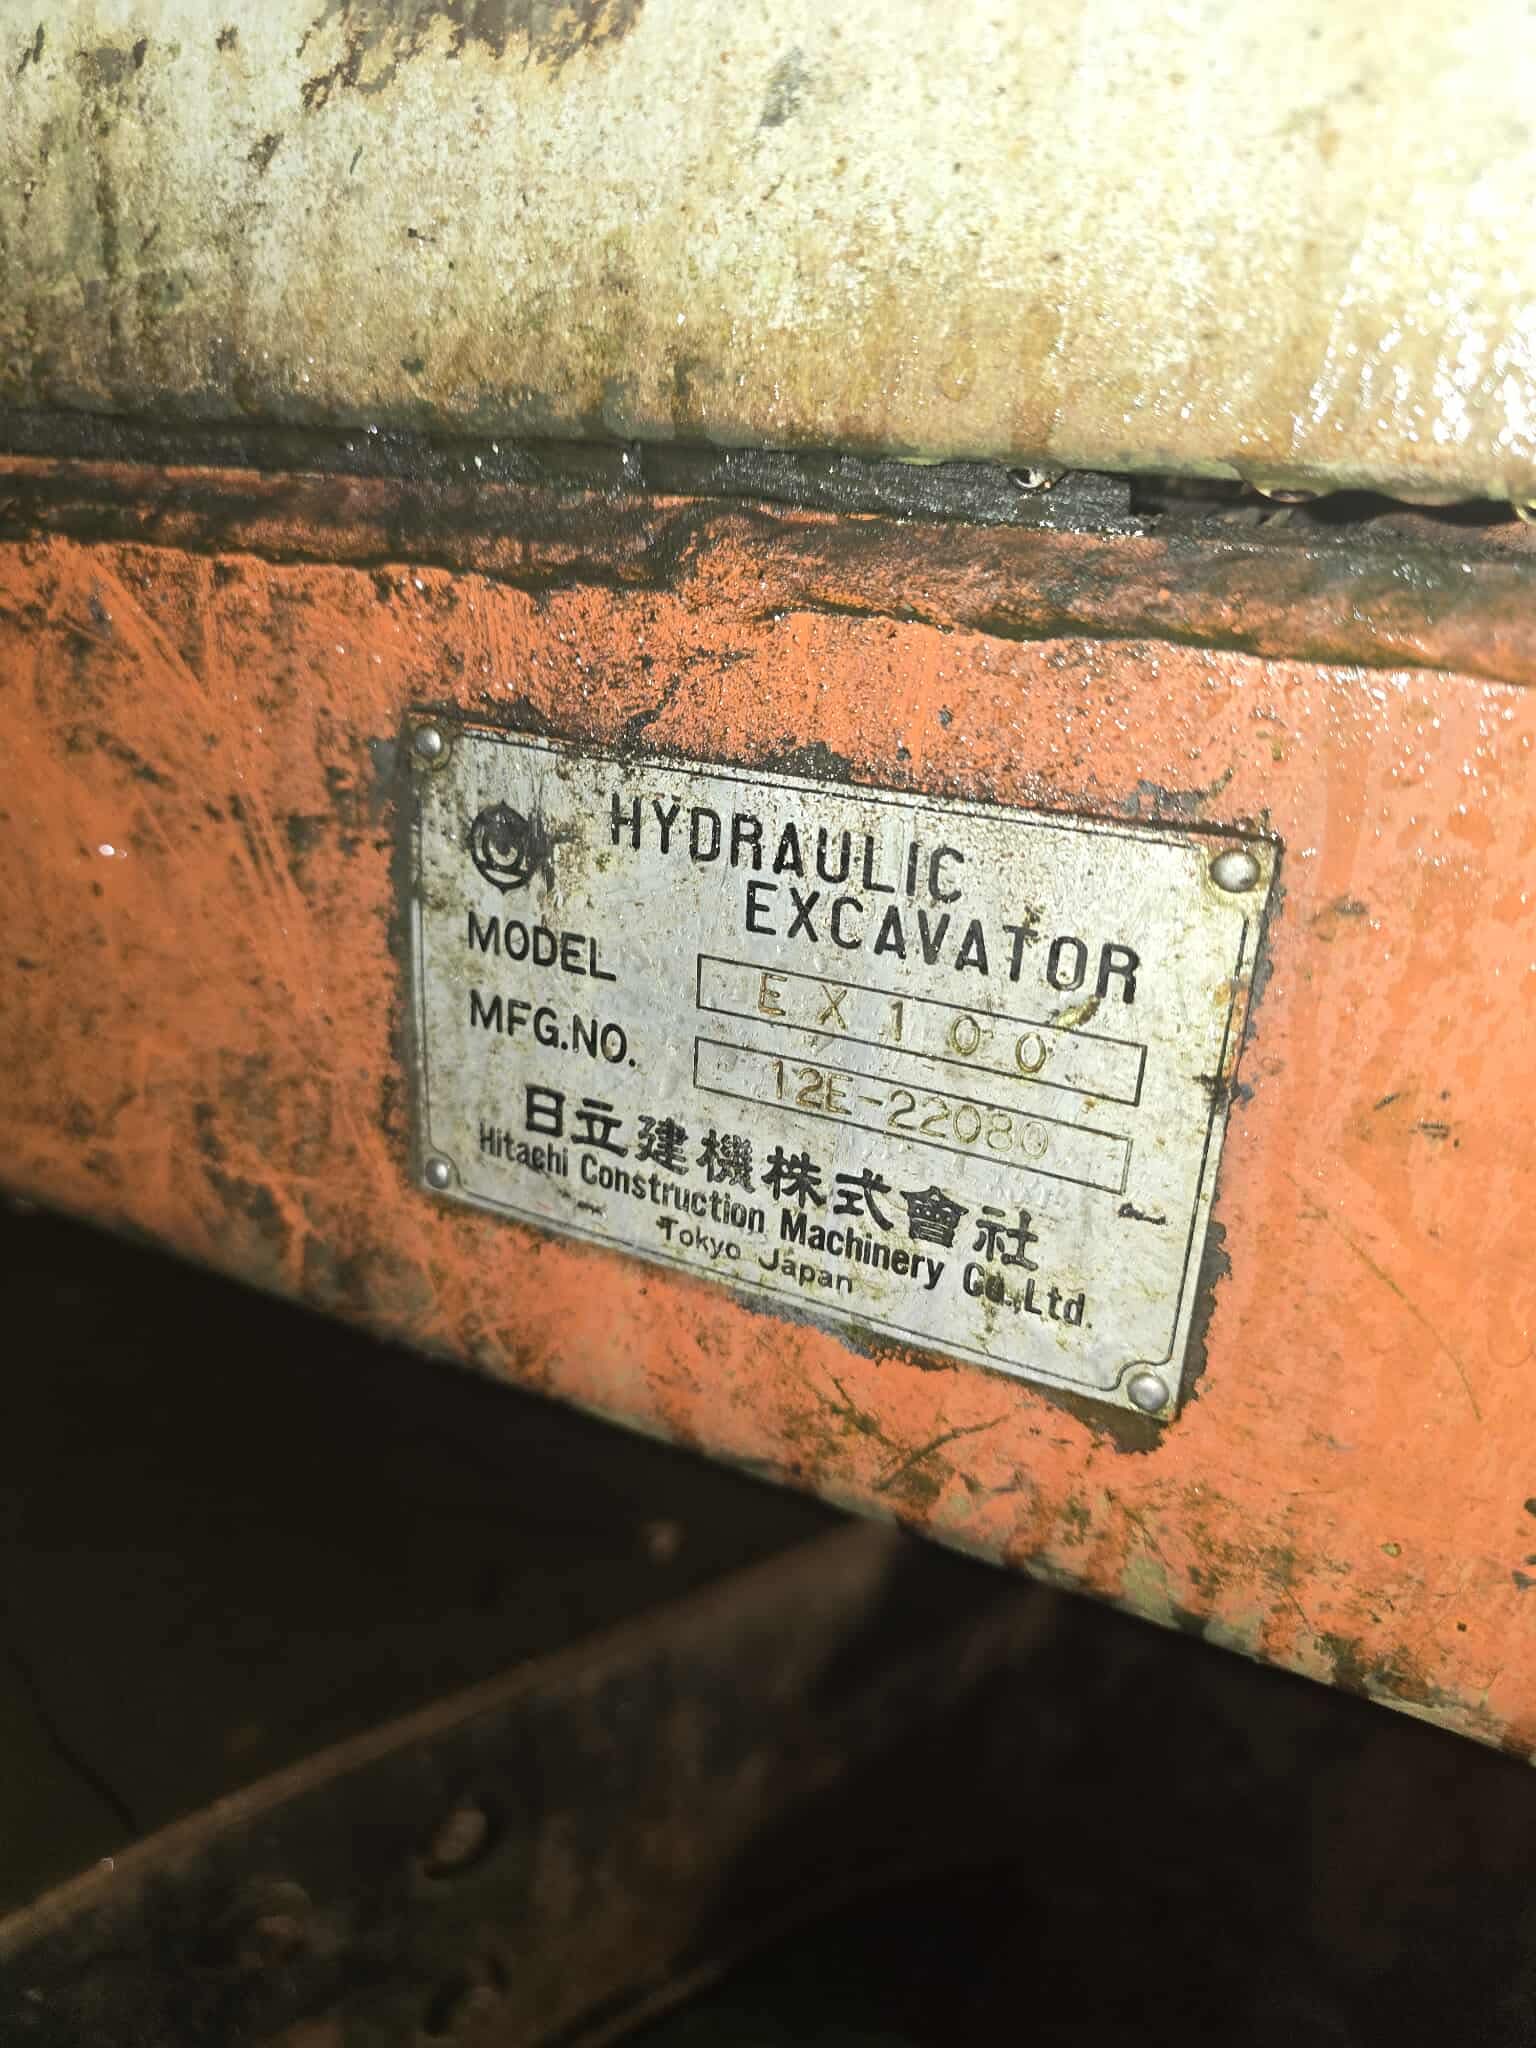 HYDRAULIC
EXCAVATOR
MODEL EX100
MFG.NO. 12E-22080
日立建機株式會社
Hitachi Construction Machinery Co.,Ltd.
Tokyo Japan